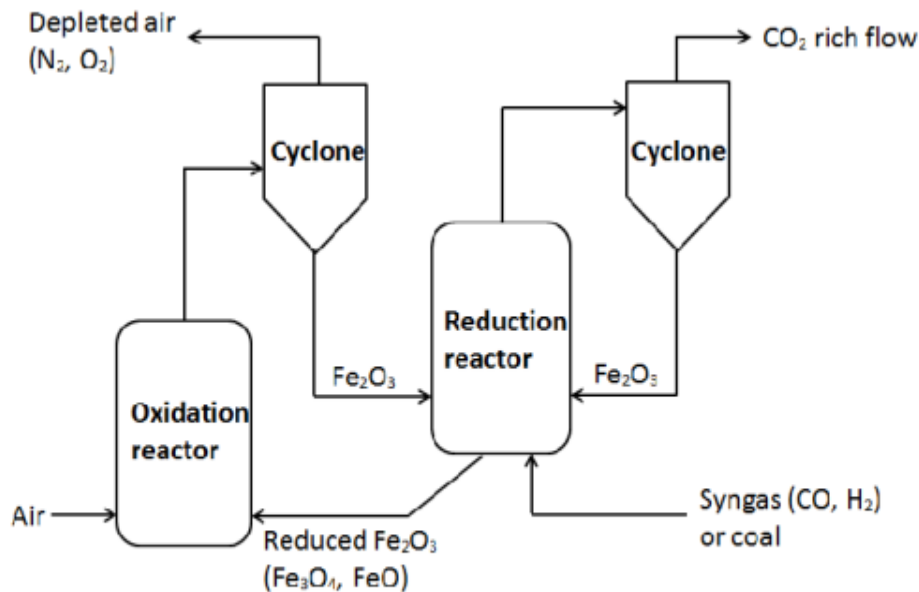 Depleted air
(N₂, O₂)
CO₂ rich flow
Cyclone
Cyclone
Reduction
reactor
Fe₂O₃
Fe₂O₃
Oxidation
reactor
Air
Reduced Fe₂O₃
(Fe₃O₄, FeO)
Syngas (CO, H₂)
or coal